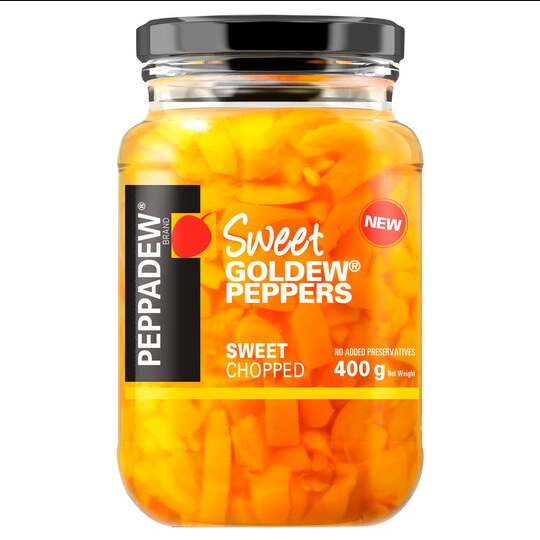 PEPPADEW®
BRAND
Sweet
GOLDEW®
PEPPERS
NEW
SWEET
CHOPPED
NO ADDED PRESERVATIVES
400 g Net Weight